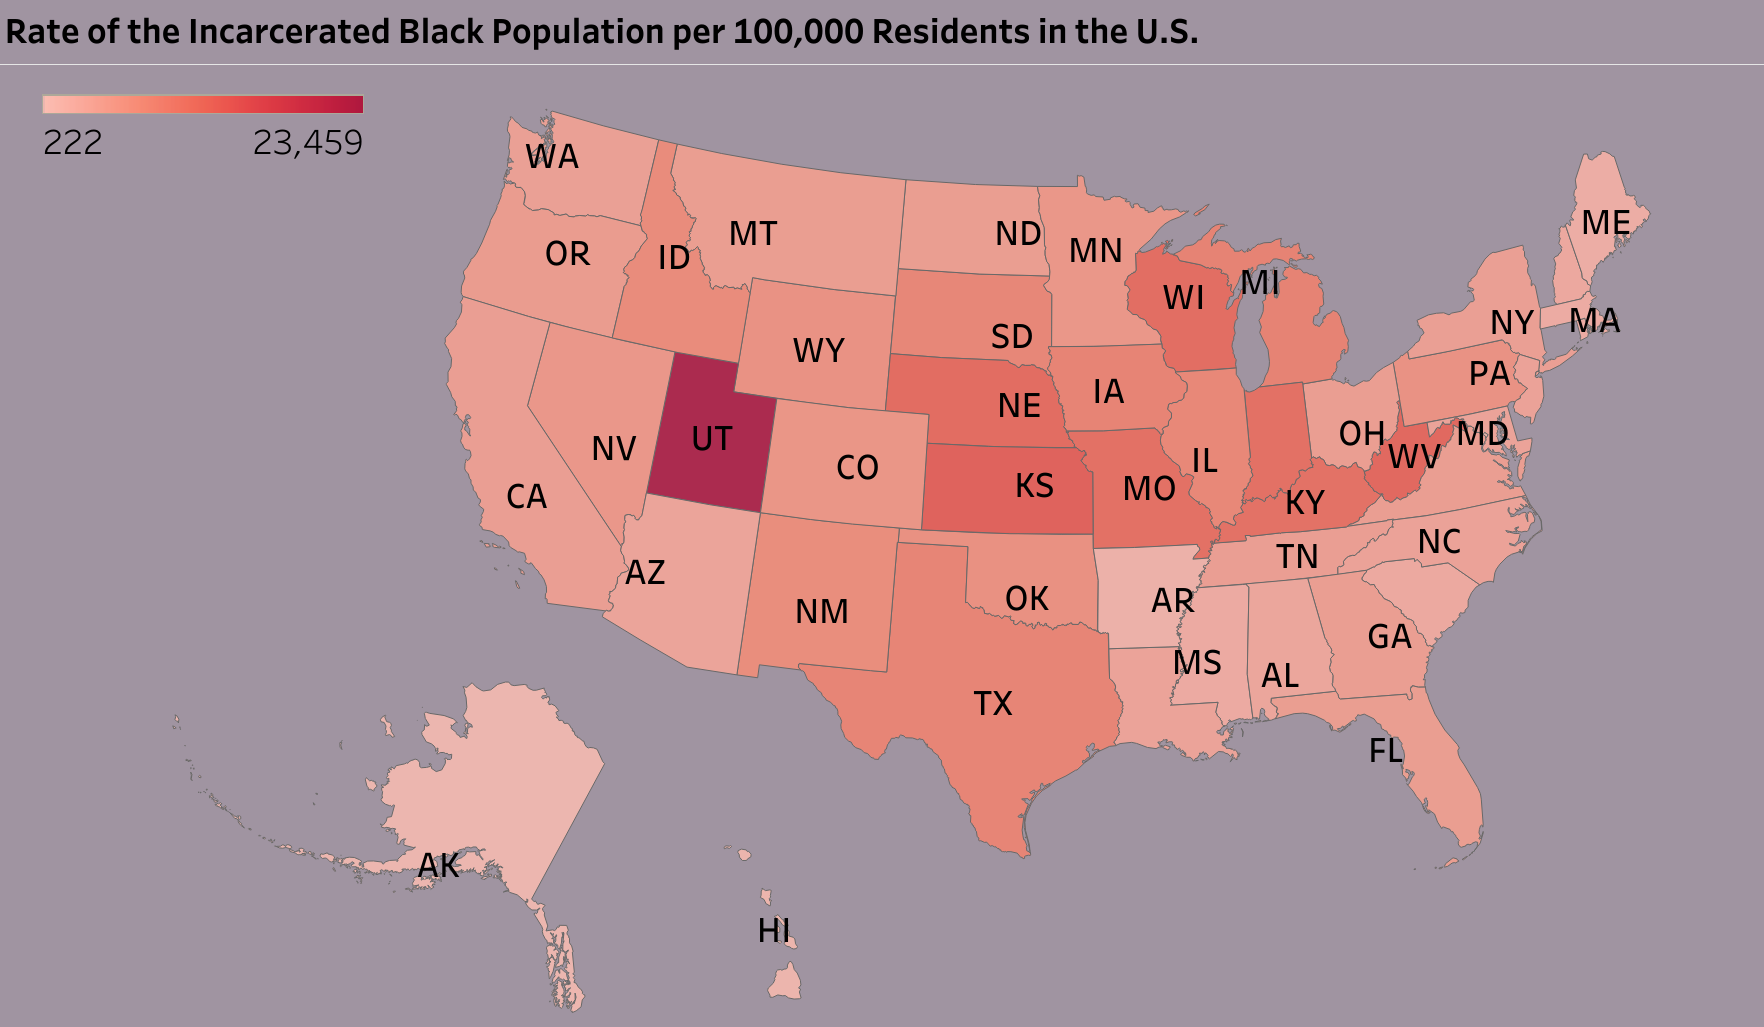 Rate of the Incarcerated Black Population per 100,000 Residents in the U.S.
222 23,459
WA
MT
ND
MN
ME
OR
ID
MI
WI
SD
NY
MA
WY
PA
IA
NE
UT
NV
OH
MD
WV
CO
IL
CA
KS
MO
KY
NC
TN
AZ
OK
AR
NM
GA
MS
AL
TX
FL
AK
HI